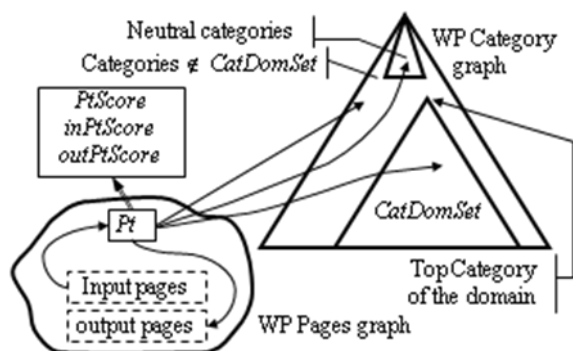 Neutral categories
Categories ∉ CatDomSet
WP Category
graph
PtScore
inPtScore
outPtScore
Pt
CatDomSet
Input pages
output pages
WP Pages graph
Top Category
of the domain